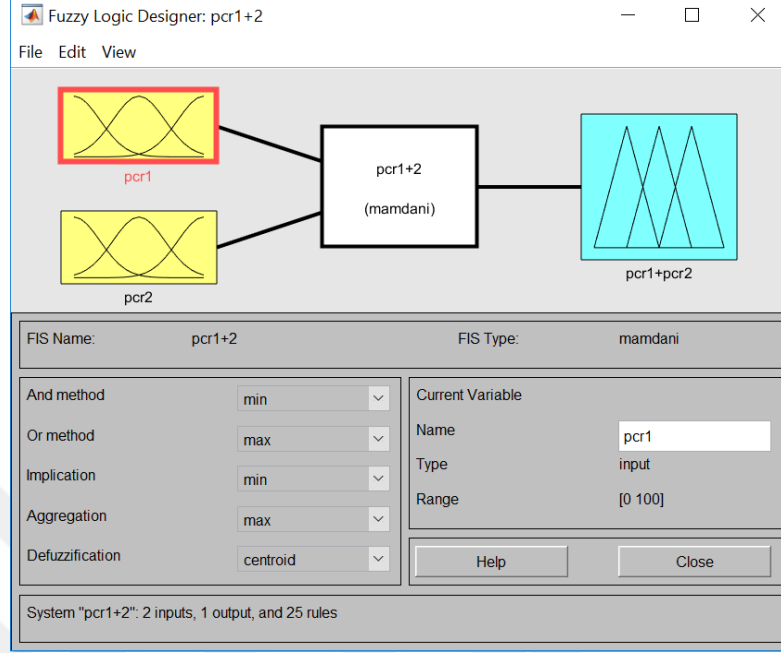 Fuzzy Logic Designer: pcr1+2
File Edit View
pcr1
pcr2
pcr1+2
(mamdani)
pcr1+pcr2
FIS Name: pcr1+2 FIS Type: mamdani
And method min
Or method max
Implication min
Aggregation max
Defuzzification centroid
Current Variable
Name pcr1
Type input
Range [0 100]
Help Close
System "pcr1+2": 2 inputs, 1 output, and 25 rules